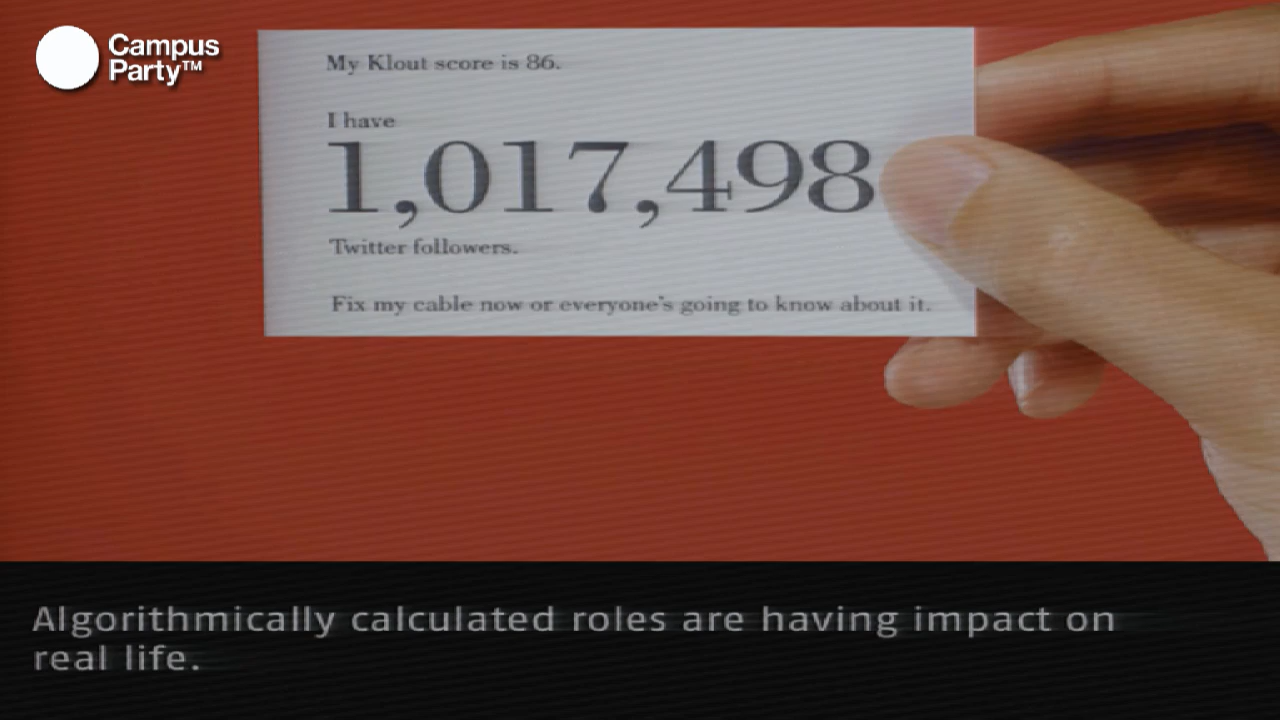 Campus
Party™
My Klout score is 86.
I have
1,017,498
Twitter followers.
Fix my cable now or everyone's going to know about it.
Algorithmically calculated roles are having impact on
real life.